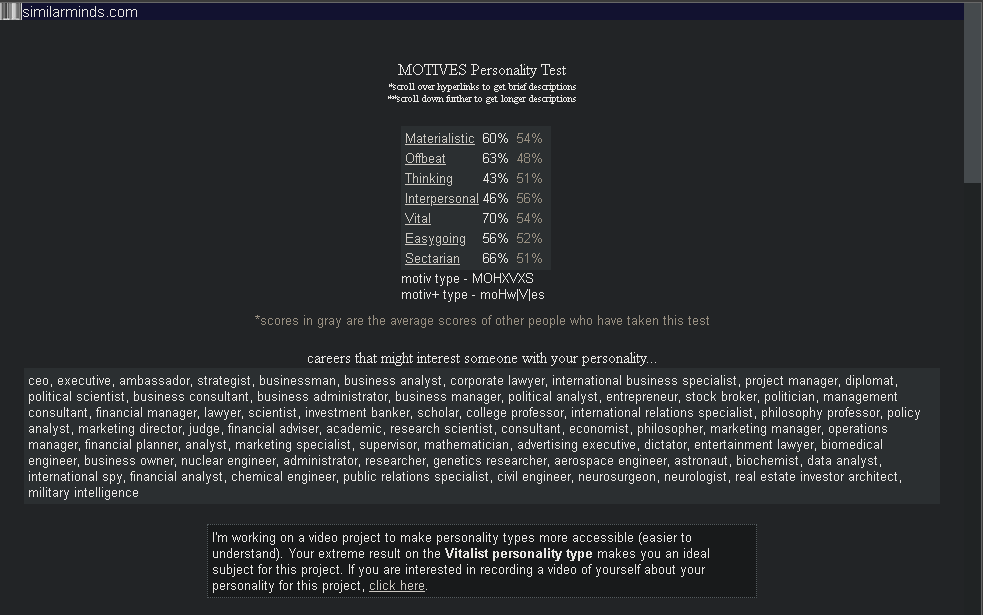 similarminds.com
MOTIVES Personality Test
*scroll over hyperlinks to get brief descriptions
**scroll down further to get longer descriptions
Materialistic 60% 54%
Offbeat 63% 48%
Thinking 43% 51%
Interpersonal 46% 56%
Vital 70% 54%
Easygoing 56% 52%
Sectarian 66% 51%
motiv type - MOHXVXS
motiv+ type - moHw|V|es
*scores in gray are the average scores of other people who have taken this test
careers that might interest someone with your personality...
ceo, executive, ambassador, strategist, businessman, business analyst, corporate lawyer, international business specialist, project manager, diplomat,
political scientist, business consultant, business administrator, business manager, political analyst, entrepreneur, stock broker, politician, management
consultant, financial manager, lawyer, scientist, investment banker, scholar, college professor, international relations specialist, philosophy professor, policy
analyst, marketing director, judge, financial adviser, academic, research scientist, consultant, economist, philosopher, marketing manager, operations
manager, financial planner, analyst, marketing specialist, supervisor, mathematician, advertising executive, dictator, entertainment lawyer, biomedical
engineer, business owner, nuclear engineer, administrator, researcher, genetics researcher, aerospace engineer, astronaut, biochemist, data analyst,
international spy, financial analyst, chemical engineer, public relations specialist, civil engineer, neurosurgeon, neurologist, real estate investor architect,
military intelligence
I'm working on a video project to make personality types more accessible (easier to
understand). Your extreme result on the Vitalist personality type makes you an ideal
subject for this project. If you are interested in recording a video of yourself about your
personality for this project, click here.